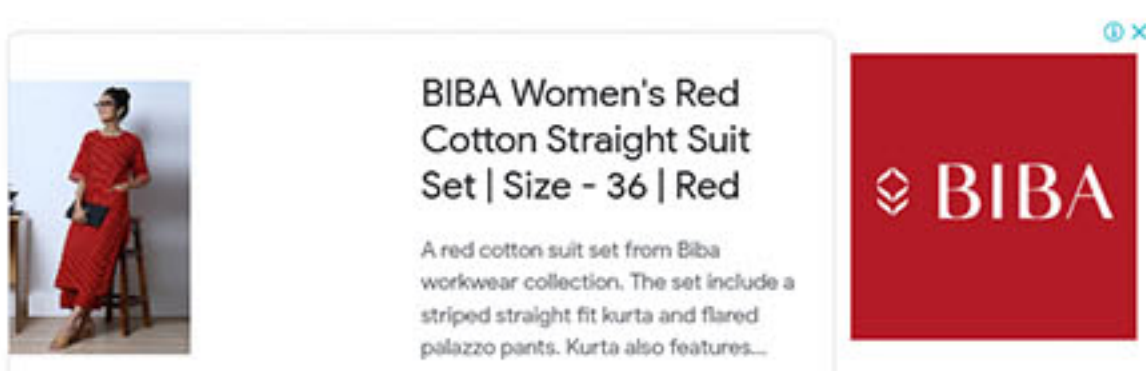 BIBA Women's Red
Cotton Straight Suit
Set | Size - 36 | Red
A red cotton suit set from Biba
workwear collection. The set include a
striped straight fit kurta and flared
palazzo pants. Kurta also features...
BIBA